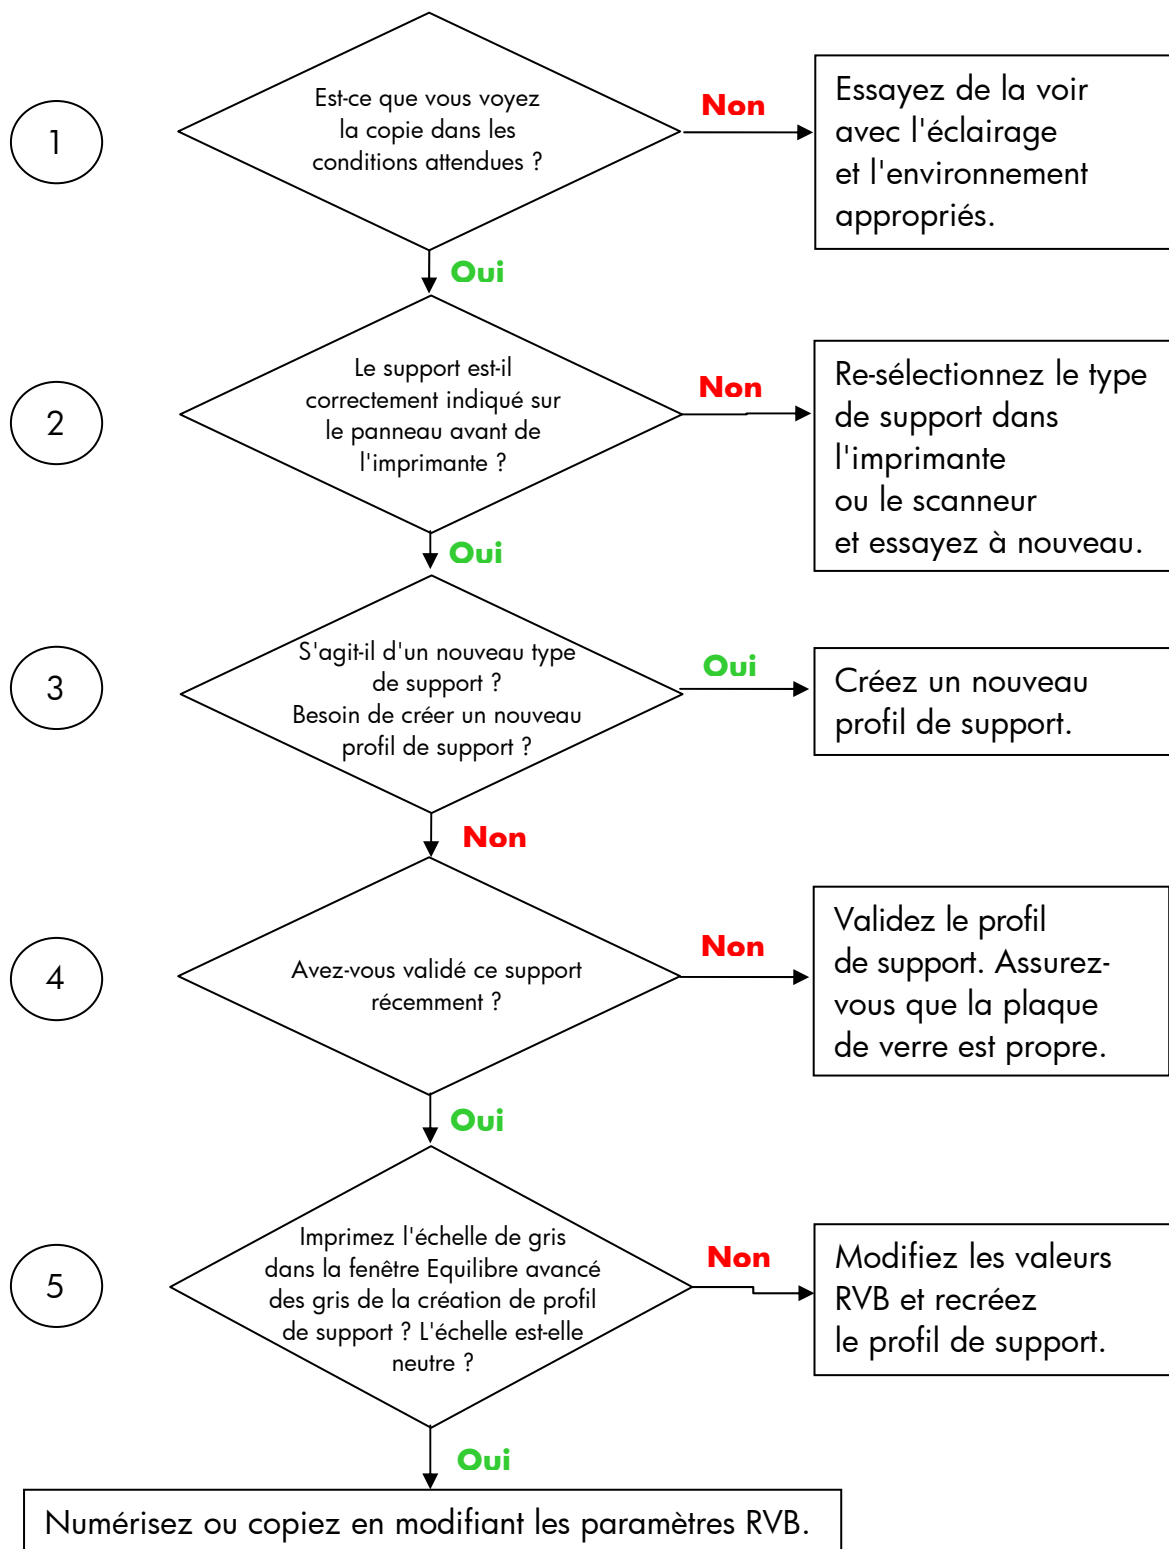 1
Est-ce que vous voyez
la copie dans les
conditions attendues ?
Non
Essayez de la voir
avec l'éclairage
et l'environnement
appropriés.
Oui
2
Le support est-il
correctement indiqué sur
le panneau avant de
l'imprimante ?
Non
Re-sélectionnez le type
de support dans
l'imprimante
ou le scanneur
et essayez à nouveau.
Oui
3
S'agit-il d'un nouveau type
de support ?
Besoin de créer un nouveau
profil de support ?
Oui
Créez un nouveau
profil de support.
Non
4
Avez-vous validé ce support
récemment ?
Non
Validez le profil
de support. Assurez-
vous que la plaque
de verre est propre.
Oui
5
Imprimez l'échelle de gris
dans la fenêtre Equilibre avancé
des gris de la création de profil
de support ? L'échelle est-elle
neutre ?
Non
Modifiez les valeurs
RVB et recréez
le profil de support.
Oui
Numérisez ou copiez en modifiant les paramètres RVB.